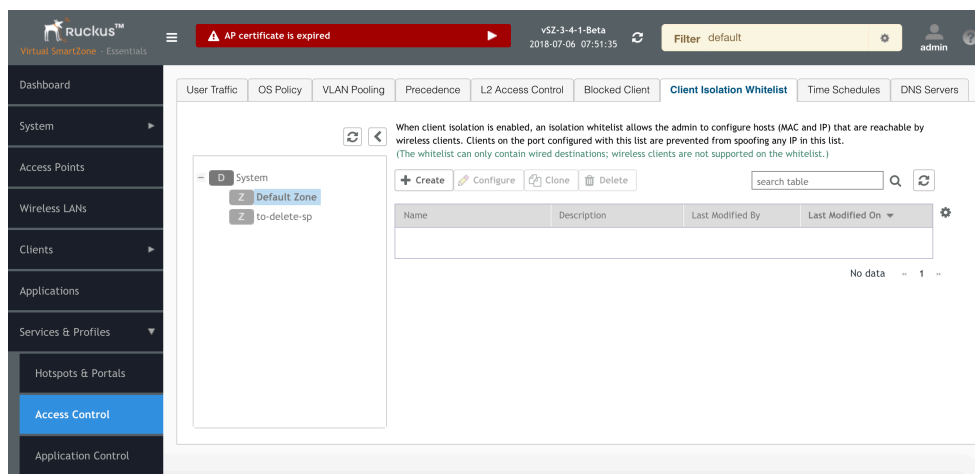 Ruckus™
Virtual SmartZone - Essentials
AP certificate is expired
vSZ-3-4-1-Beta
2018-07-06 07:51:35
Filter default
admin
Dashboard
System
Access Points
Wireless LANs
Clients
Applications
Services & Profiles
Hotspots & Portals
Access Control
Application Control
User Traffic
OS Policy
VLAN Pooling
Precedence
L2 Access Control
Blocked Client
Client Isolation Whitelist
Time Schedules
DNS Servers
D System
Z Default Zone
Z to-delete-sp
When client isolation is enabled, an isolation whitelist allows the admin to configure hosts (MAC and IP) that are reachable by
wireless clients. Clients on the port configured with this list are prevented from spoofing any IP in this list.
(The whitelist can only contain wired destinations; wireless clients are not supported on the whitelist.)
Create
Configure
Clone
Delete
search table
Name
Description
Last Modified By
Last Modified On
No data « 1 »